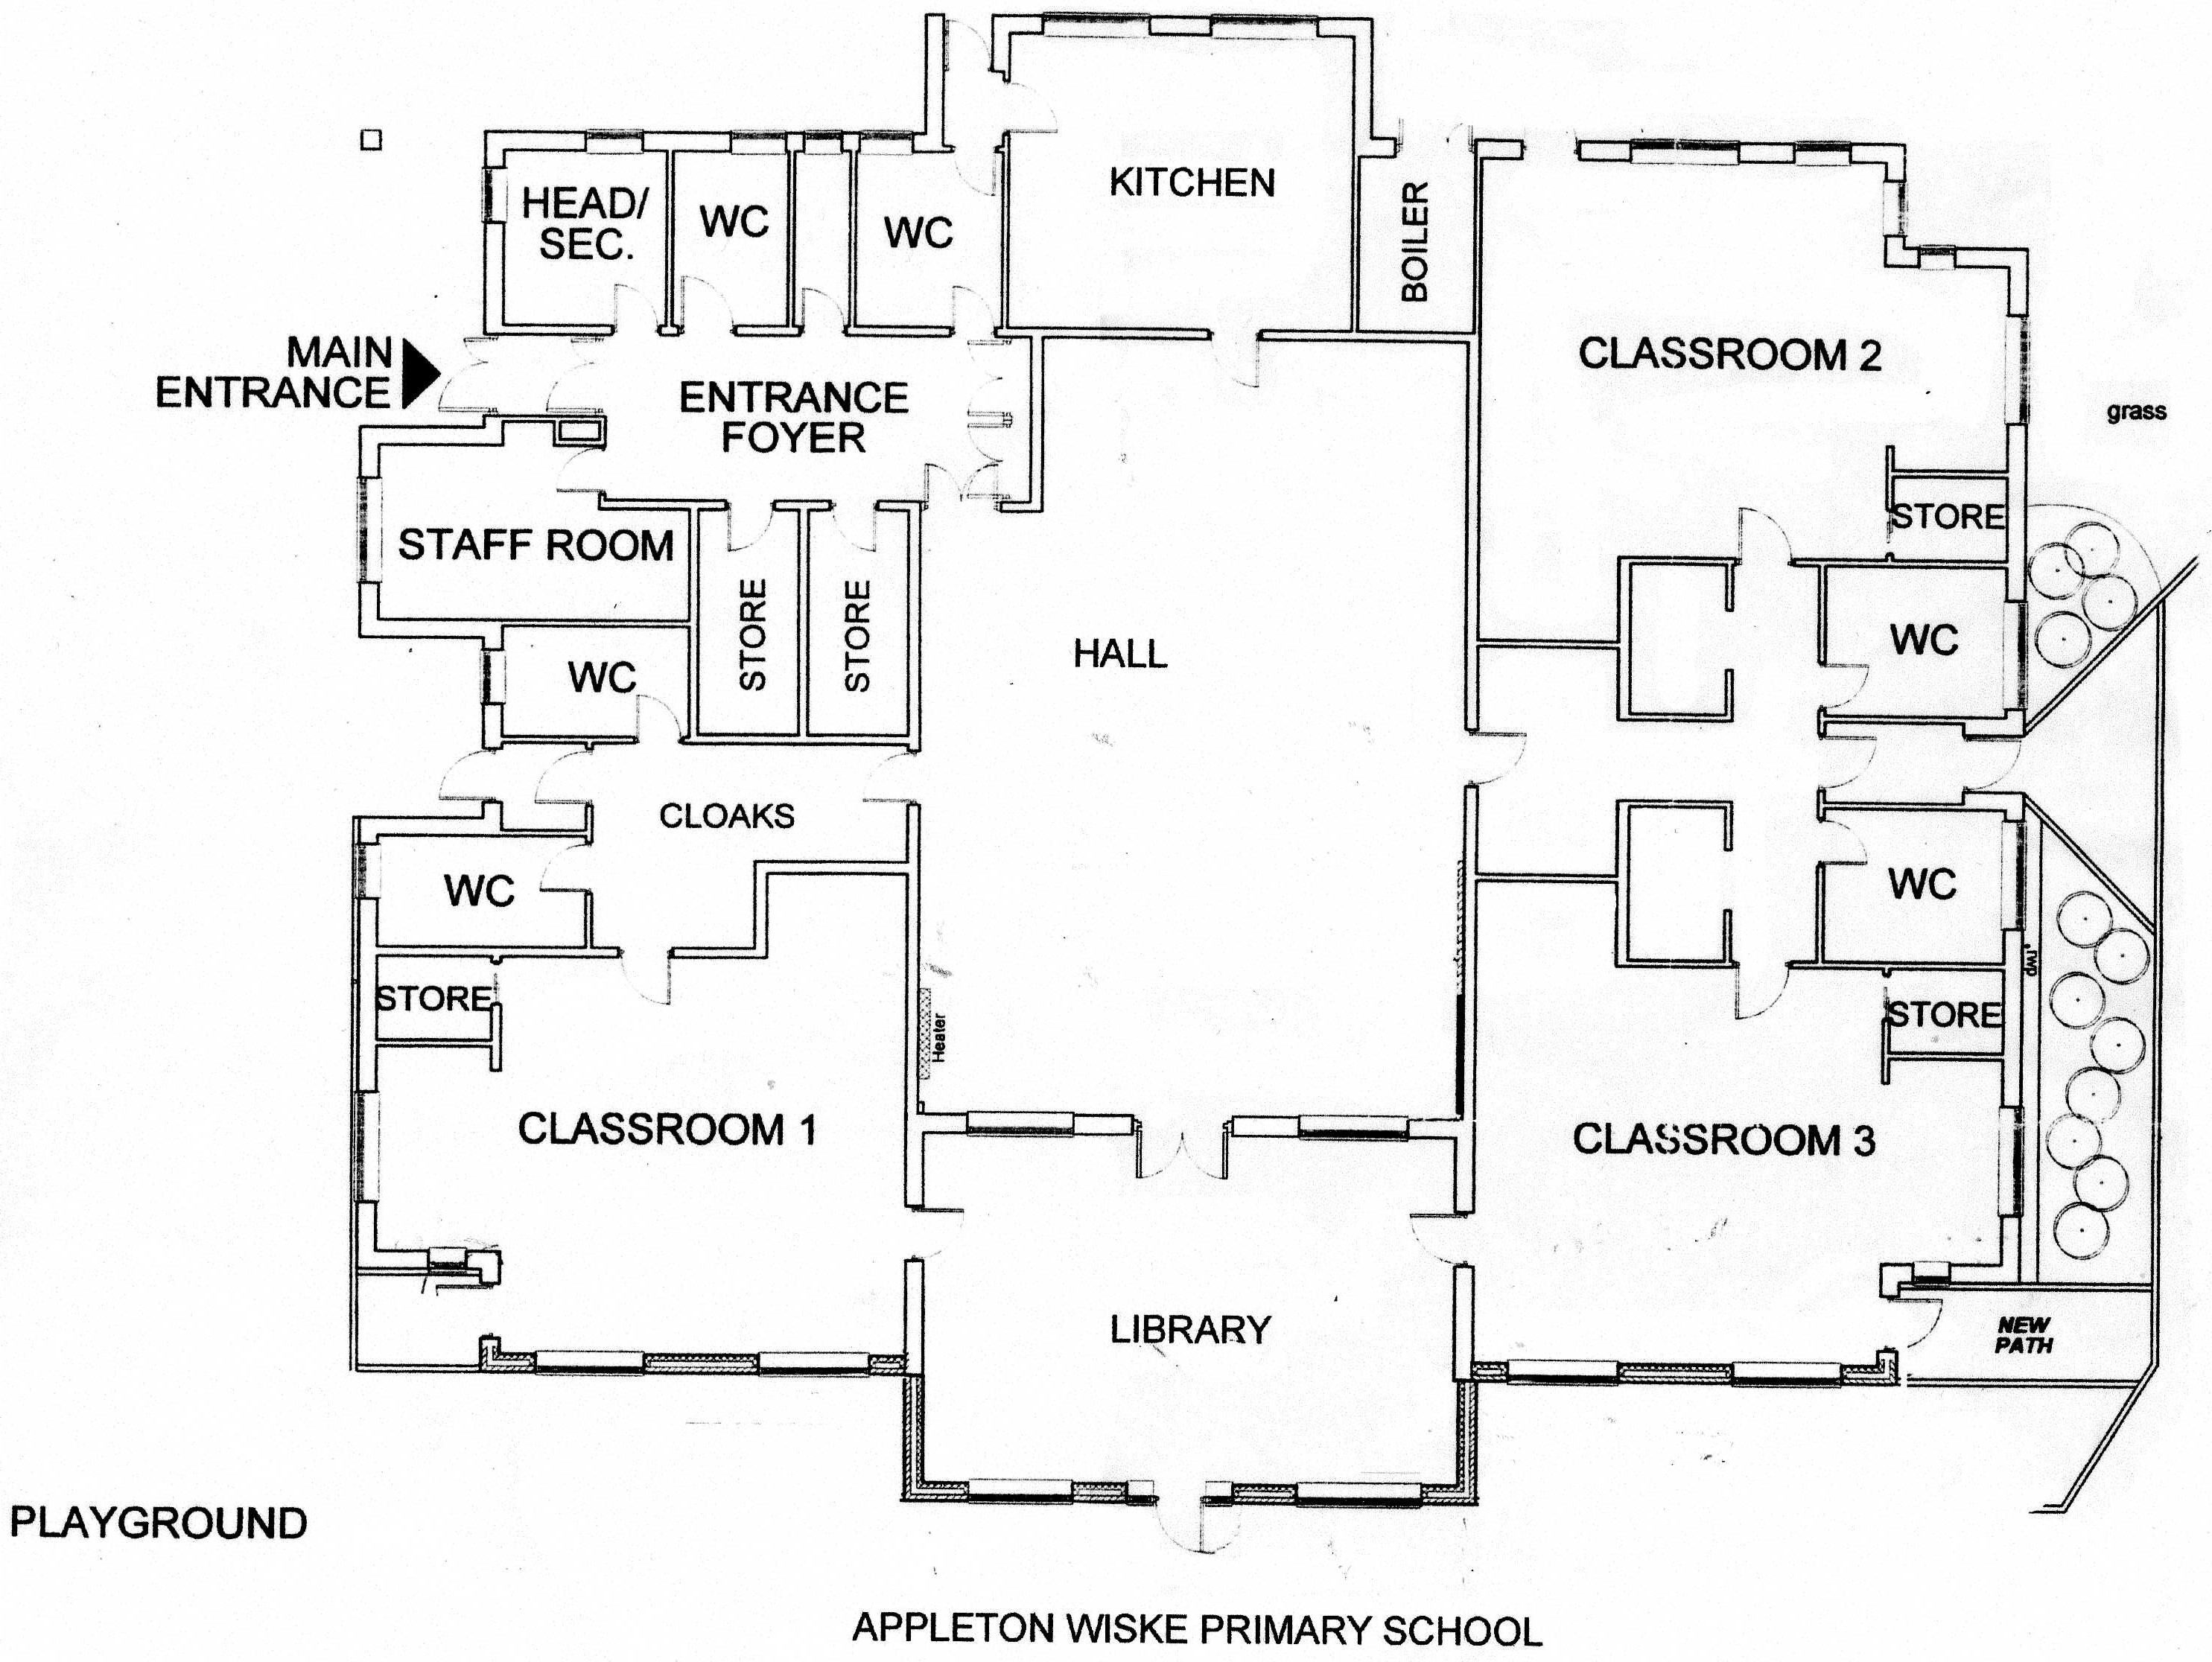 KITCHEN
HEAD/
SEC.
WC
WC
BOILER
MAIN
ENTRANCE
ENTRANCE
FOYER
CLASSROOM 2
grass
STAFF ROOM
STORE
STORE
STORE
HALL
WC
WC
CLOAKS
WC
WC
rwp
STORE
STORE
Heater
CLASSROOM 1
CLASSROOM 3
LIBRARY
NEW
PATH
PLAYGROUND
APPLETON WISKE PRIMARY SCHOOL